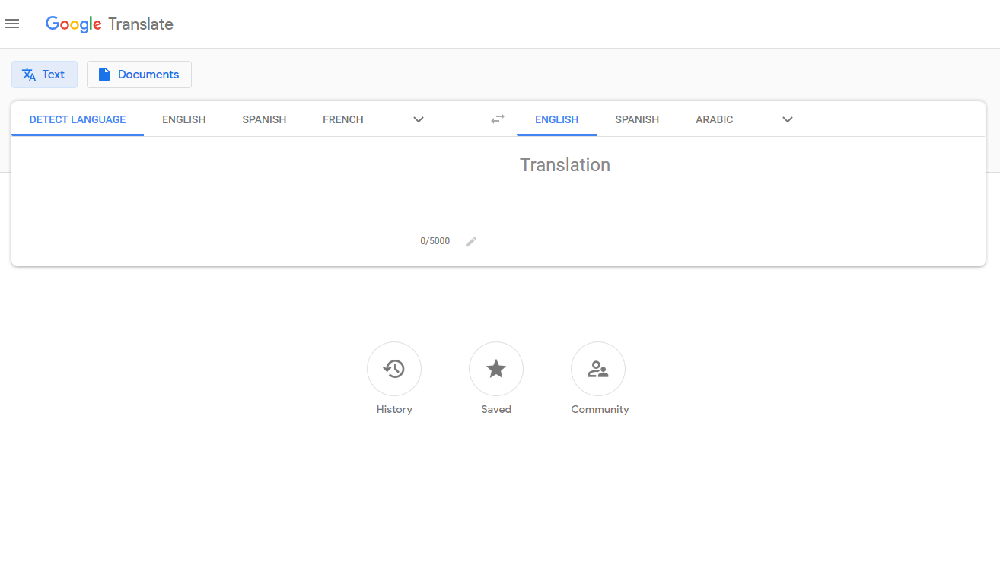 Google Translate
Text Documents
DETECT LANGUAGE ENGLISH SPANISH FRENCH ENGLISH SPANISH ARABIC
Translation
0/5000
History Saved Community